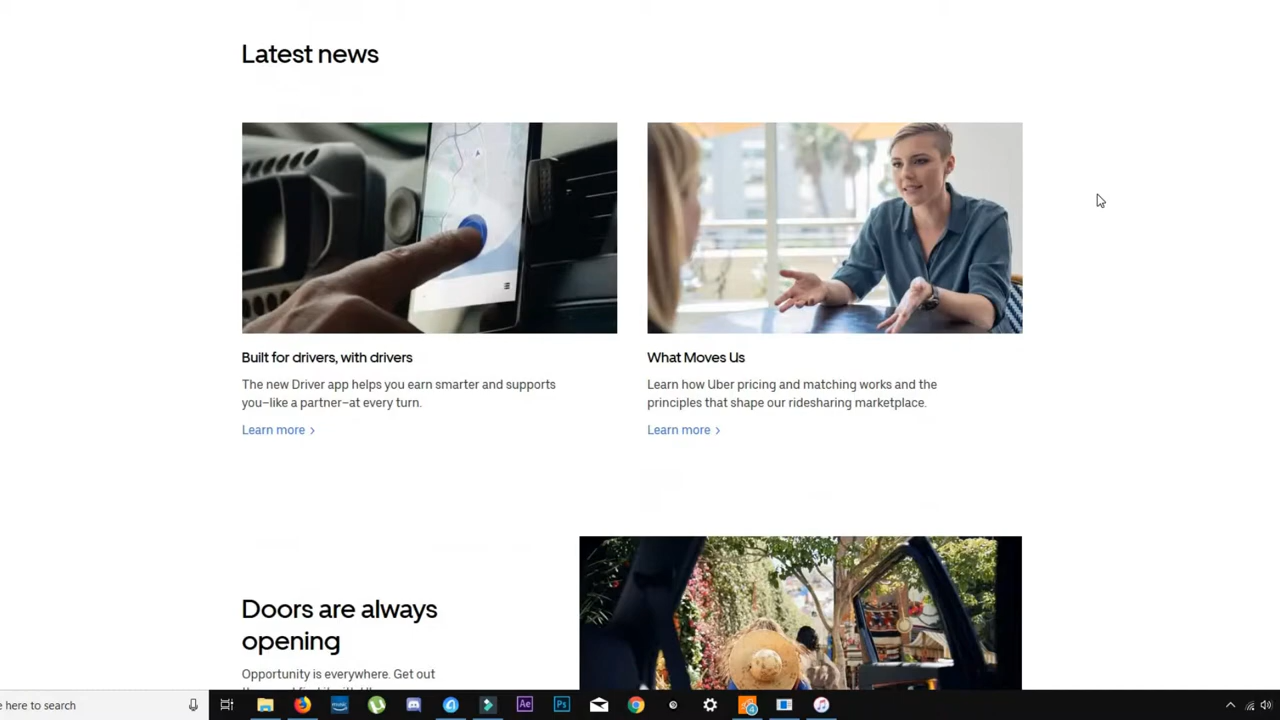 Latest news
Built for drivers, with drivers
The new Driver app helps you earn smarter and supports
you–like a partner–at every turn.
Learn more
What Moves Us
Learn how Uber pricing and matching works and the
principles that shape our ridesharing marketplace.
Learn more
Doors are always
opening
Opportunity is everywhere. Get out
here to search
Ae
Ps
4